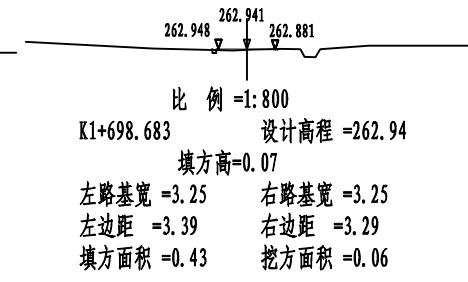 262.941
262.948 262.881
比 例 =1:800
K1+698.683 设计高程 =262.94
填方高=0.07
左路基宽 =3.25 右路基宽 =3.25
左边距 =3.39 右边距 =3.29
填方面积 =0.43 挖方面积 =0.06